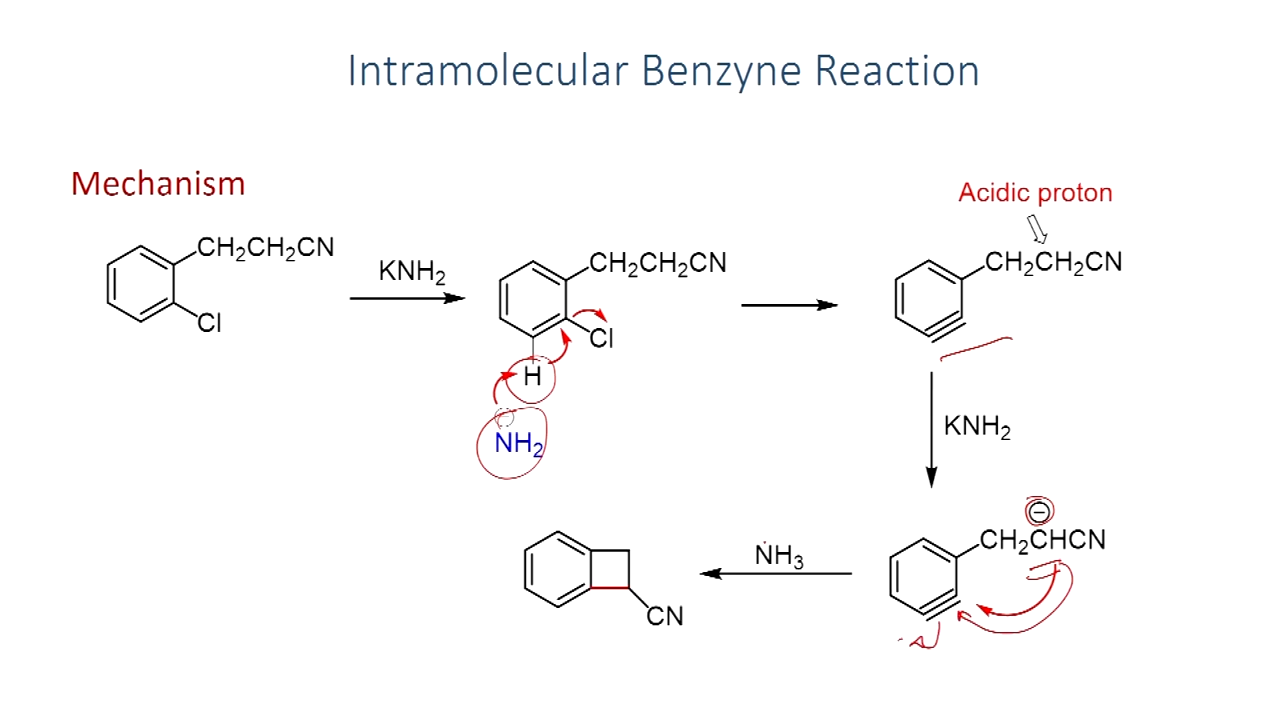 Intramolecular Benzyne Reaction
Mechanism
Acidic proton
CH₂CH₂CN
Cl
KNH₂
CH₂CH₂CN
Cl
H
NH₂
CH₂CH₂CN
KNH₂
⊖
CH₂CHCN
NH₃
CN